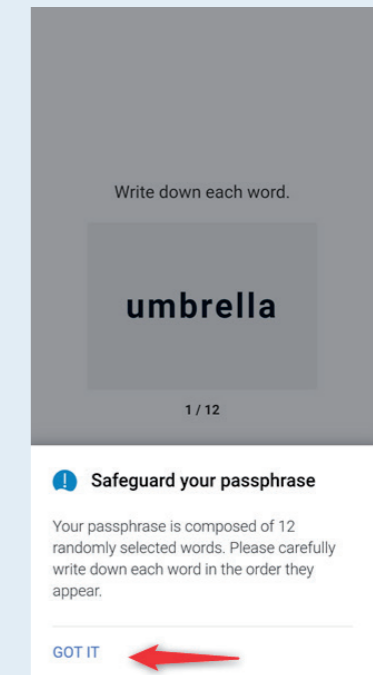 Write down each word.
umbrella
1 / 12
Safeguard your passphrase
Your passphrase is composed of 12
randomly selected words. Please carefully
write down each word in the order they
appear.
GOT IT